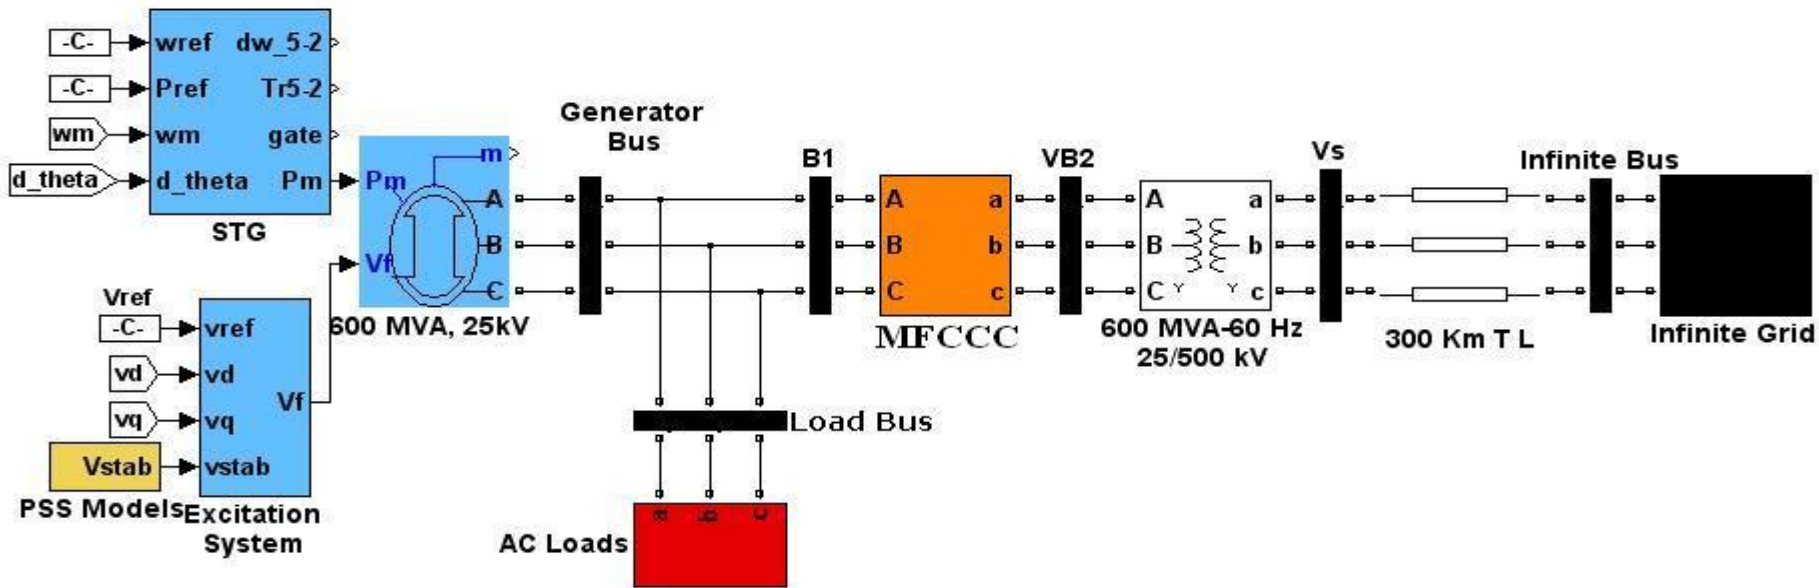 -C-
wref
dw_5-2
-C-
Pref
Tr5-2
wm
wm
gate
d_theta
d_theta
Pm
STG
Vref
-C-
vref
vd
vd
Vf
vq
vq
Vstab
vstab
PSS Models
Excitation
System
m
Pm
A
B
Vf
C
600 MVA, 25kV
Generator
Bus
B1
A
a
B
b
C
c
MFCCC
VB2
A
a
B
b
C
Y
Y
c
600 MVA-60 Hz
25/500 kV
Vs
300 Km T L
Infinite Bus
Infinite Grid
Load Bus
a
b
c
AC Loads